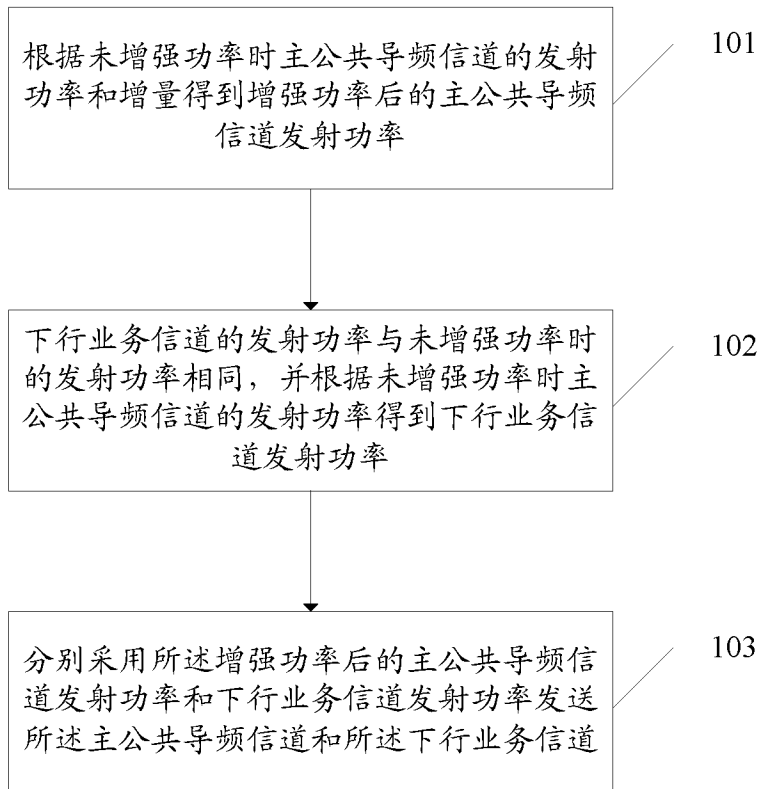 根据未增强功率时主公共导频信道的发射
功率和增量得到增强功率后的主公共导频
信道发射功率
101
下行业务信道的发射功率与未增强功率时
的发射功率相同，并根据未增强功率时主
公共导频信道的发射功率得到下行业务信
道发射功率
102
分别采用所述增强功率后的主公共导频信
道发射功率和下行业务信道发射功率发送
所述主公共导频信道和所述下行业务信道
103